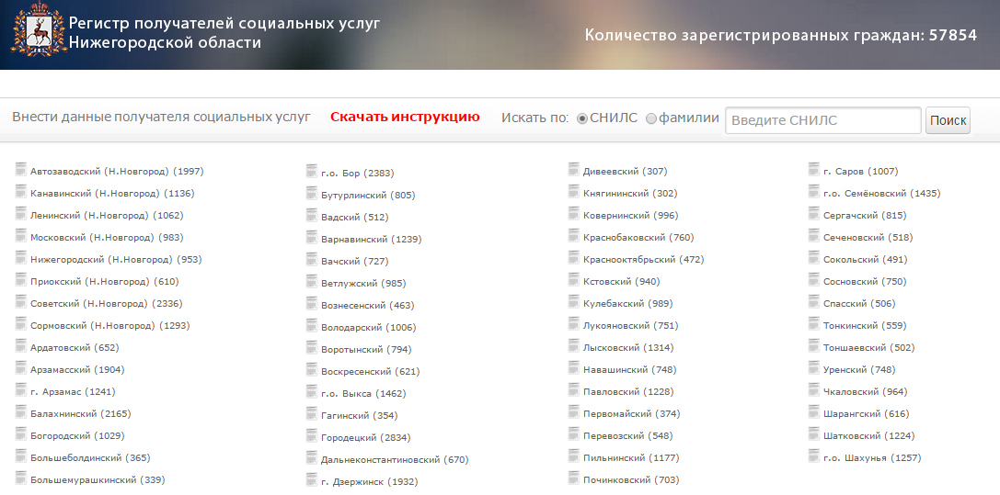 Регистр получателей социальных услуг
Нижегородской области
Количество зарегистрированных граждан: 57854
Внести данные получателя социальных услуг Скачать инструкцию Искать по: СНИЛС фамилии Введите СНИЛС Поиск
Автозаводский (Н.Новгород) (1997)
Канавинский (Н.Новгород) (1136)
Ленинский (Н.Новгород) (1062)
Московский (Н.Новгород) (983)
Нижегородский (Н.Новгород) (953)
Приокский (Н.Новгород) (610)
Советский (Н.Новгород) (2336)
Сормовский (Н.Новгород) (1293)
Ардатовский (652)
Арзамасский (1904)
г. Арзамас (1241)
Балахнинский (2165)
Богородский (1029)
Большеболдинский (365)
Большемурашкинский (339)
г.о. Бор (2383)
Бутурлинский (805)
Вадский (512)
Варнавинский (1239)
Вачский (727)
Ветлужский (985)
Вознесенский (463)
Володарский (1006)
Воротынский (794)
Воскресенский (621)
г.о. Выкса (1462)
Гагинский (354)
Городецкий (2834)
Дальнеконстантиновский (670)
г. Дзержинск (1932)
Дивеевский (307)
Княгининский (302)
Ковернинский (996)
Краснобаковский (760)
Краснооктябрьский (472)
Кстовский (940)
Кулебакский (989)
Лукояновский (751)
Лысковский (1314)
Навашинский (748)
Павловский (1228)
Первомайский (374)
Перевозский (548)
Пильнинский (1177)
Починковский (703)
г. Саров (1007)
г.о. Семёновский (1435)
Сергачский (815)
Сеченовский (518)
Сокольский (491)
Сосновский (750)
Спасский (506)
Тонкинский (559)
Тоншаевский (502)
Уренский (748)
Чкаловский (964)
Шарангский (616)
Шатковский (1224)
г.о. Шахунья (1257)